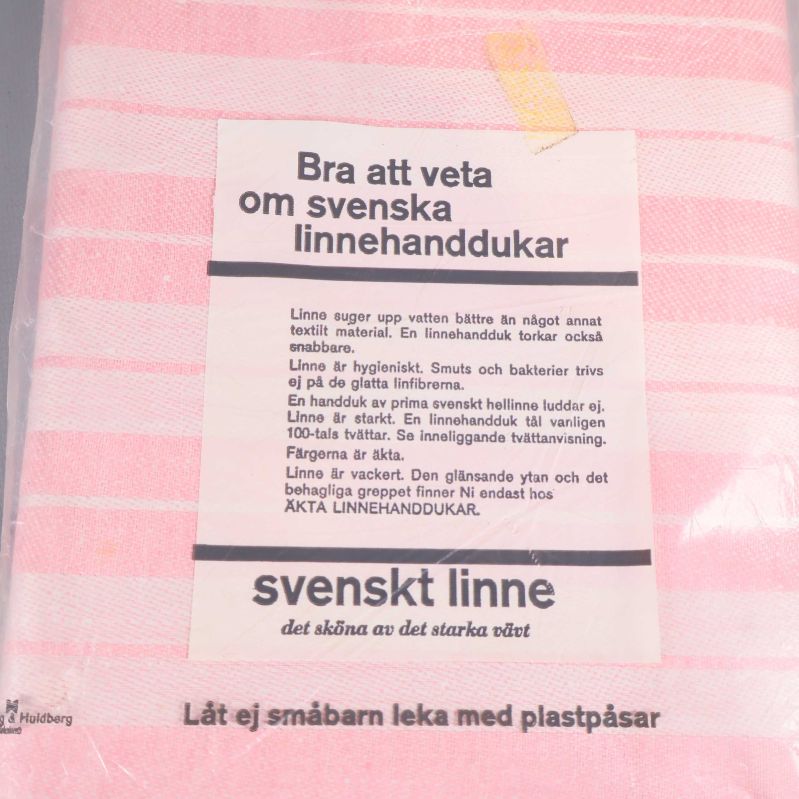 Bra att veta
om svenska
linnehanddukar
Linne suger upp vatten bättre än något annat
textilt material. En linnehandduk torkar också
snabbare.
Linne är hygieniskt. Smuts och bakterier trivs
ej på de glatta linfibrerna.
En handduk av prima svenskt hellinne luddar ej.
Linne är starkt. En linnehandduk tål vanligen
100-tals tvättar. Se inneliggande tvättanvisning.
Färgerna är äkta.
Linne är vackert. Den glänsande ytan och det
behagliga greppet finner Ni endast hos
ÄKTA LINNEHANDDUKAR.
svenskt linne
det sköna av det starka vävt
& Huldberg
Låt ej småbarn leka med plastpåsar